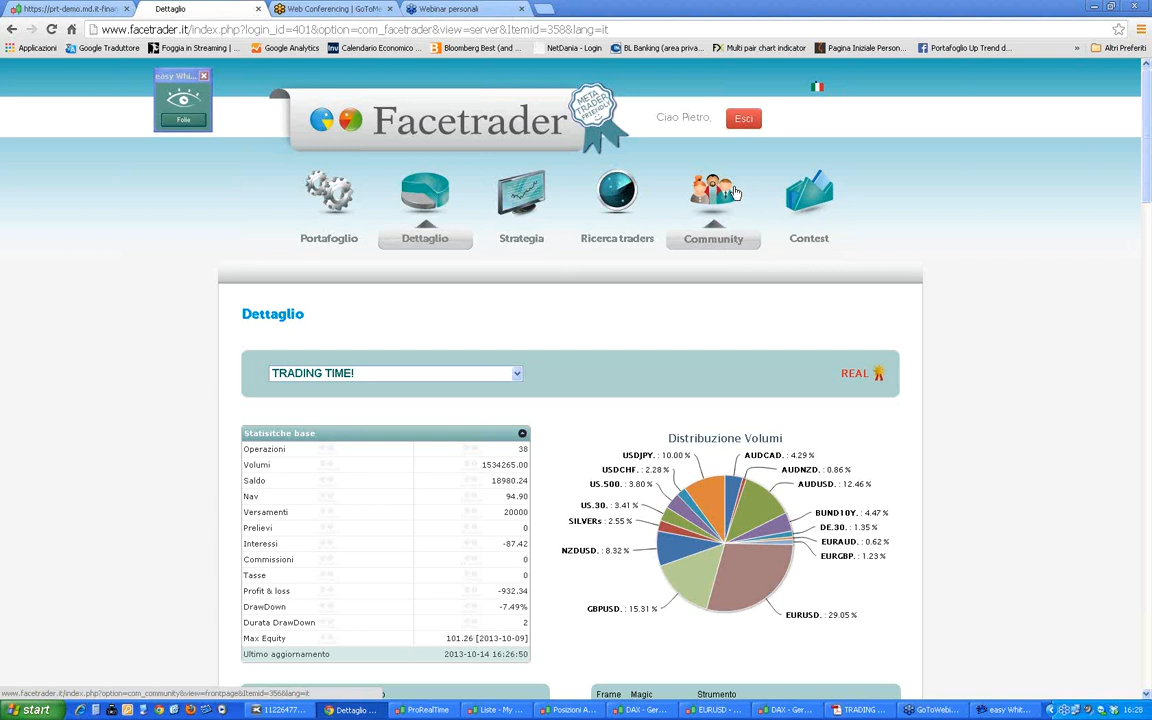 https://prt-demo.md.it-finan
Dettaglio
Web Conferencing | GoToMe
Webinar personali
www.facetrader.it/index.php?login_id=401&option=com_facetrader&view=server&Itemid=358&lang=it
Applicazioni
Google Traduttore
Foggia in Streaming | ...
Google Analytics
Calendario Economico ...
Bloomberg Best (and ...
NetDania - Login
BL Banking (area priva...
Multi pair chart indicator
Pagina Iniziale Person...
Portafoglio Up Trend d...
»
Altri Preferiti
easy Whi...
Folie
Facetrader
META TRADER FRIENDLY
Ciao Pietro,
Esci
Portafoglio
Dettaglio
Strategia
Ricerca traders
Community
Contest
Dettaglio
TRADING TIME!
REAL
Statisitche base
Operazioni 38
Volumi 1534265.00
Saldo 18980.24
Nav 94.90
Versamenti 20000
Prelievi 0
Interessi -87.42
Commissioni 0
Tasse 0
Profit & loss -932.34
DrawDown -7.49%
Durata DrawDown 2
Max Equity 101.26 [2013-10-09]
Ultimo aggiornamento 2013-10-14 16:26:50
Distribuzione Volumi
USDJPY. : 10.00 %
AUDCAD. : 4.29 %
USDCHF. : 2.28 %
AUDNZD. : 0.86 %
US.500. : 3.80 %
AUDUSD. : 12.46 %
US.30. : 3.41 %
BUND10Y. : 4.47 %
SILVERs : 2.55 %
DE.30. : 1.35 %
EURAUD. : 0.62 %
NZDUSD. : 8.32 %
EURGBP. : 1.23 %
GBPUSD. : 15.31 %
EURUSD. : 29.05 %
Frame Magic Strumento
www.facetrader.it/index.php?option=com_community&view=frontpage&Itemid=356&lang=it
start
11226477...
Dettaglio ...
ProRealTime
Liste - My ...
Posizioni A...
DAX - Ger...
EURUSD - ...
DAX - Ger...
TRADING ...
GoToWebi...
easy Whit...
16:28